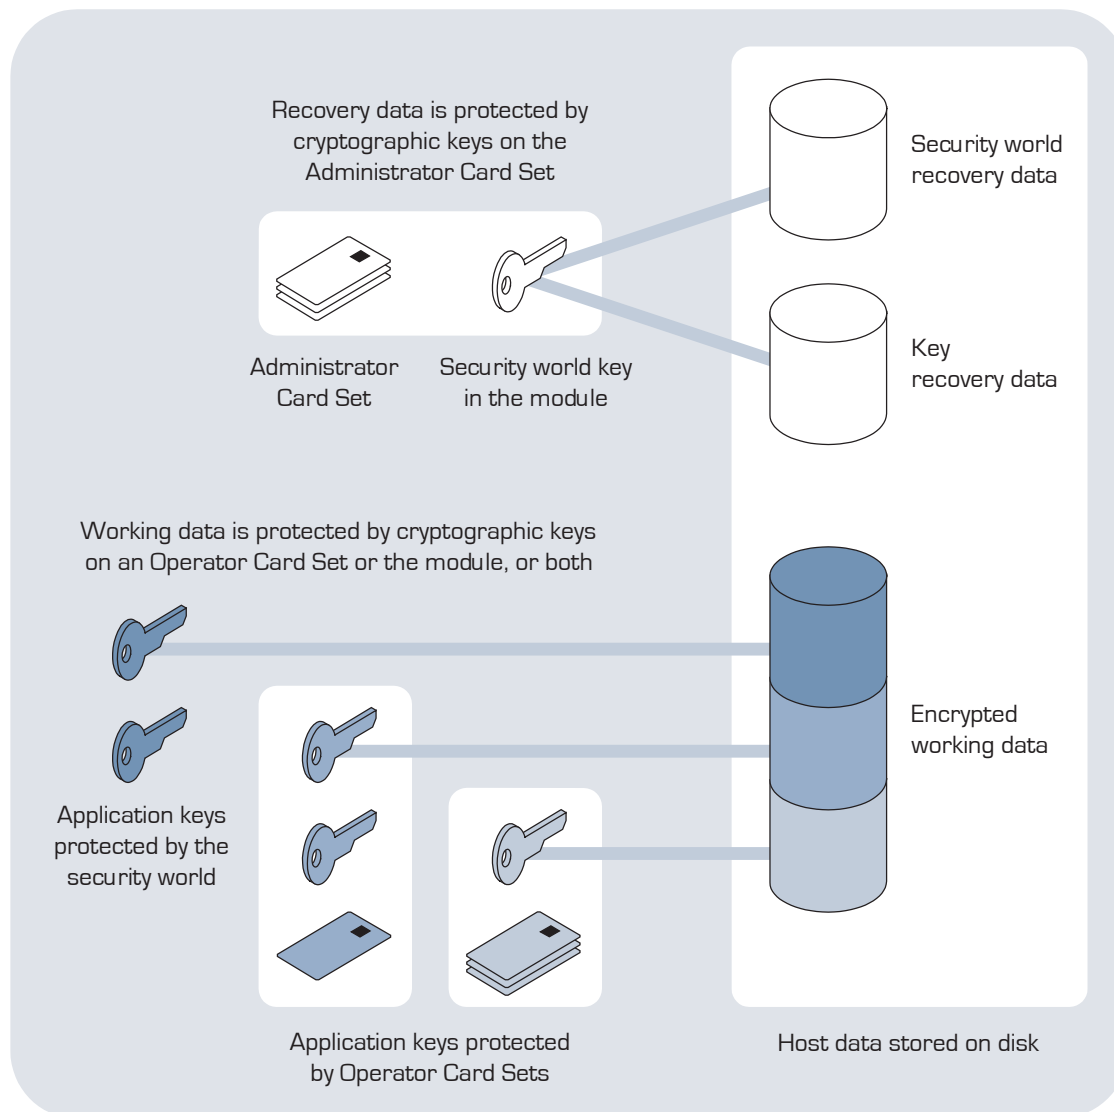 Recovery data is protected by
cryptographic keys on the
Administrator Card Set
Security world
recovery data
Key
recovery data
Administrator
Card Set
Security world key
in the module
Working data is protected by cryptographic keys
on an Operator Card Set or the module, or both
Encrypted
working data
Application keys
protected by the
security world
Application keys protected
by Operator Card Sets
Host data stored on disk